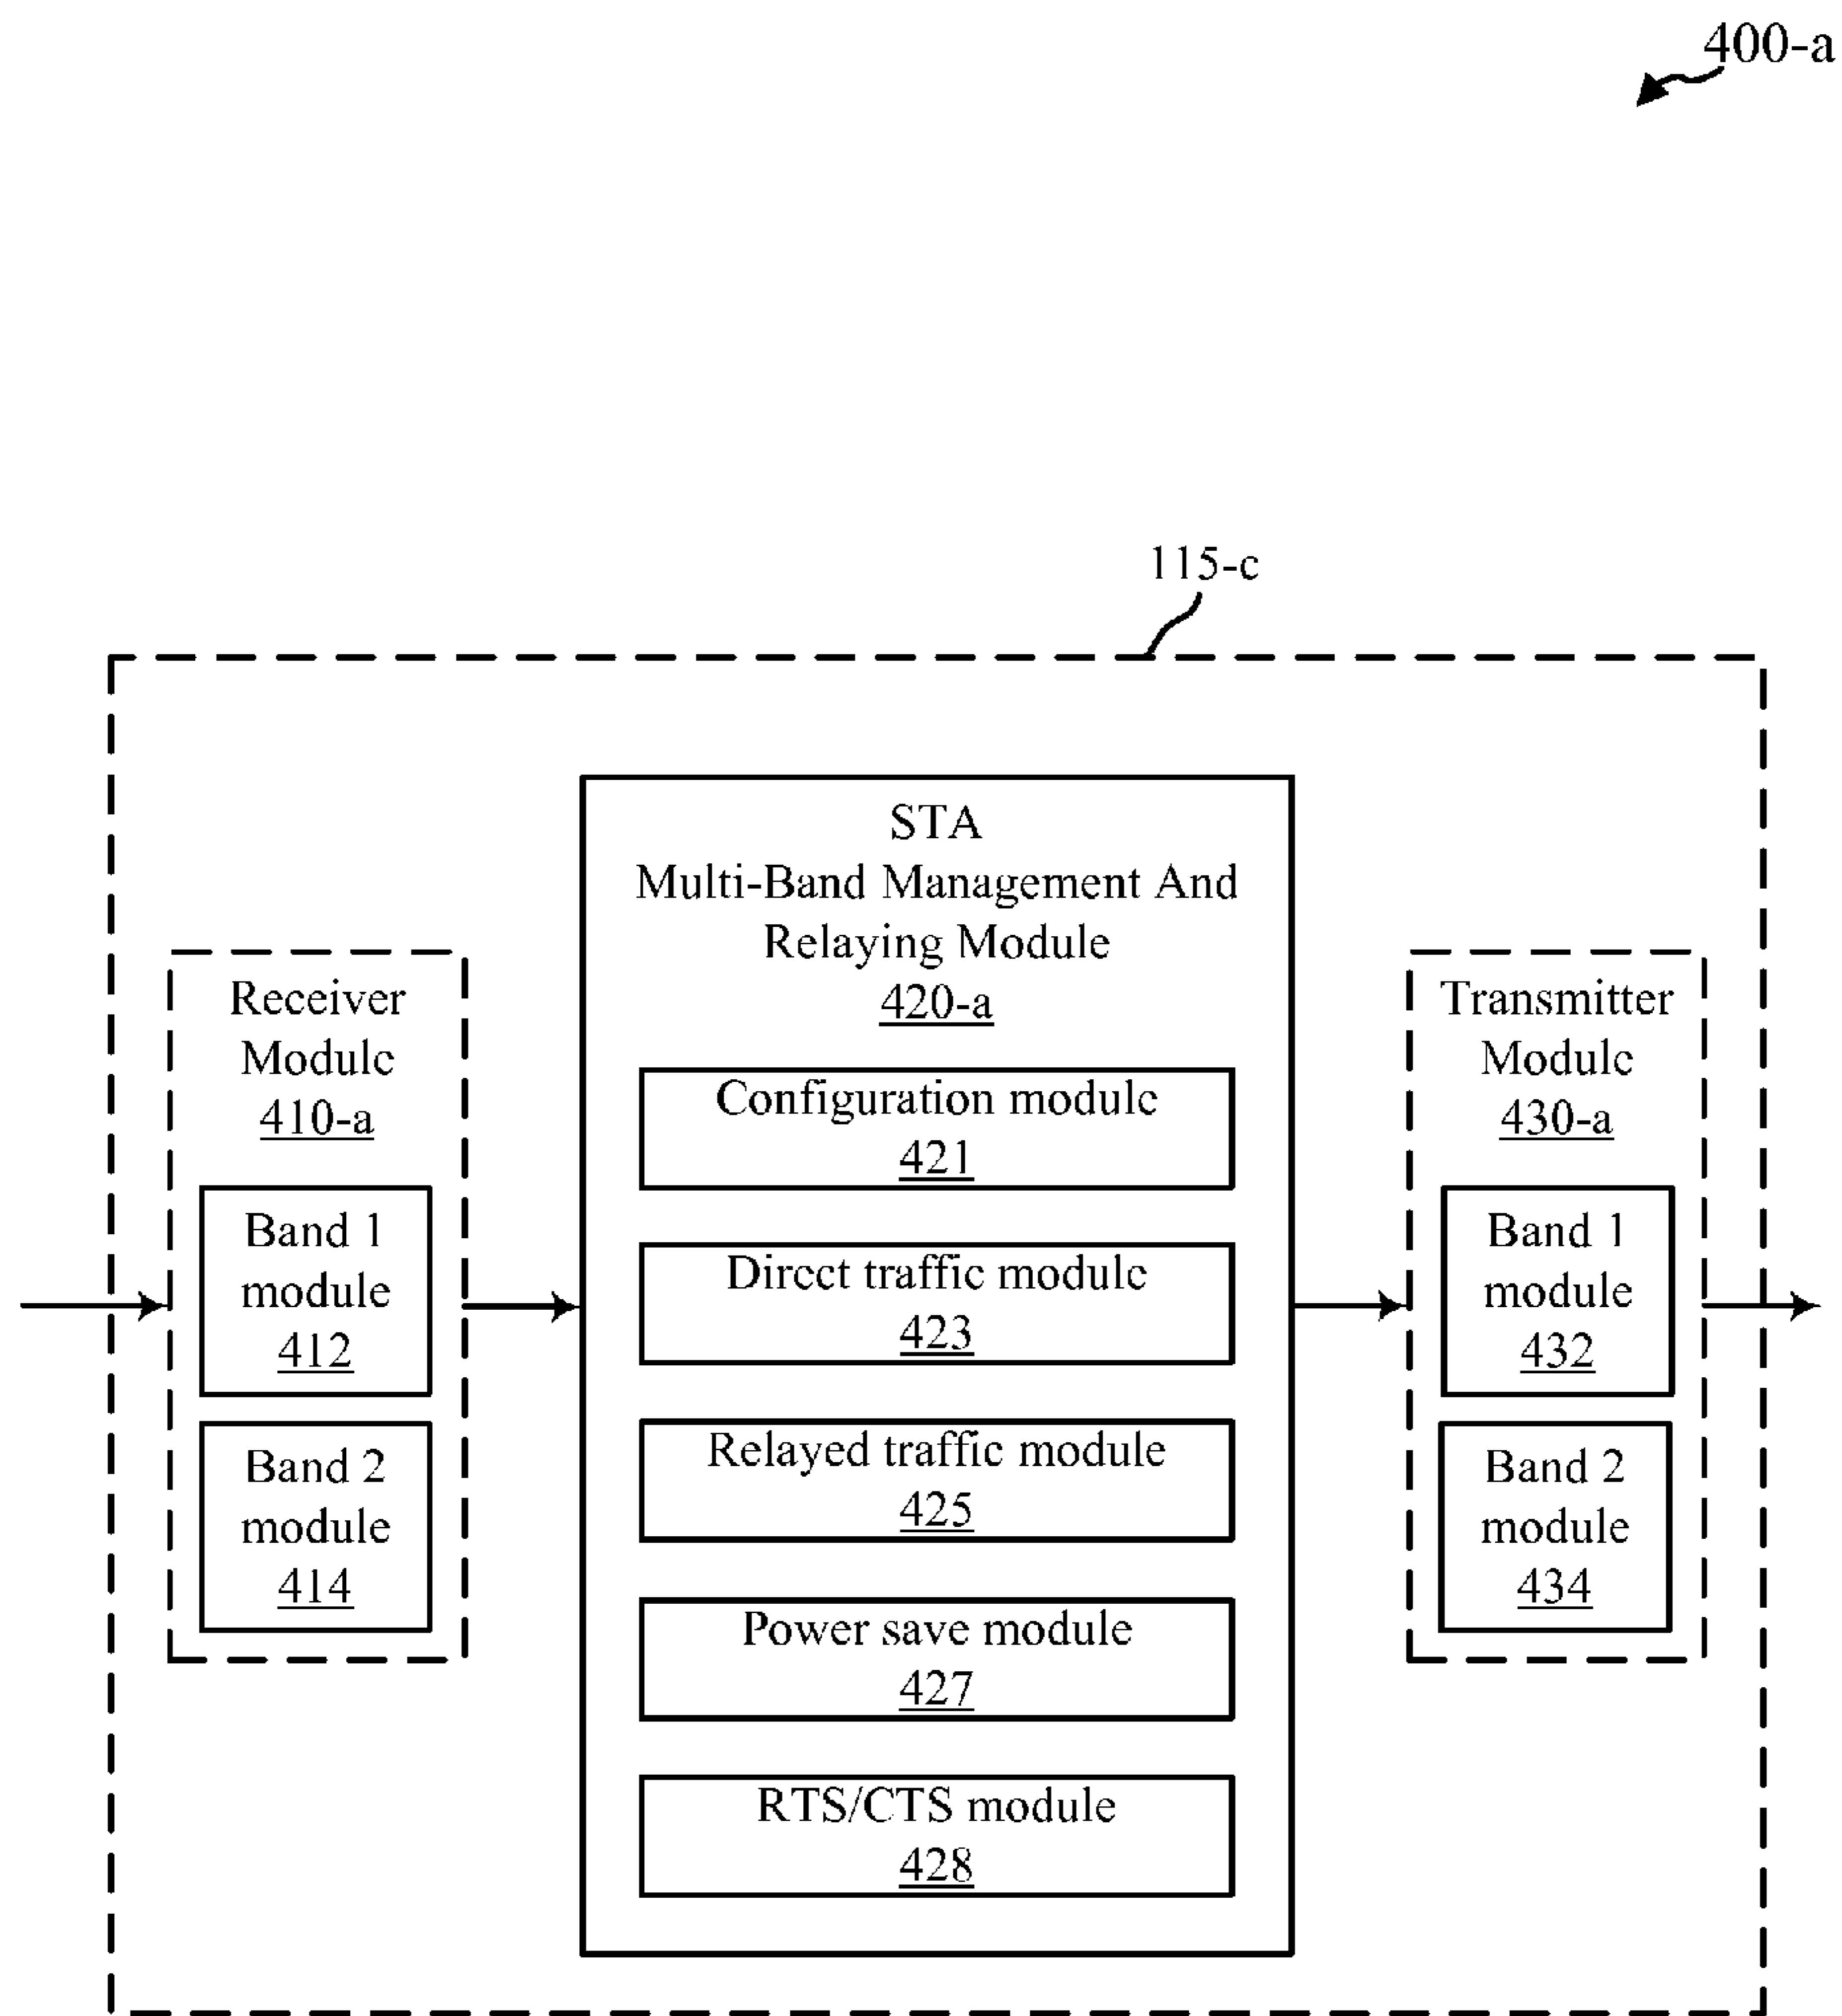 400-a
115-c
STA
Multi-Band Management And
Relaying Module
420-a
Configuration module
421
Direct traffic module
423
Relayed traffic module
425
Power save module
427
RTS/CTS module
428
Receiver
Module
410-a
Band 1
module
412
Band 2
module
414
Transmitter
Module
430-a
Band 1
module
432
Band 2
module
434